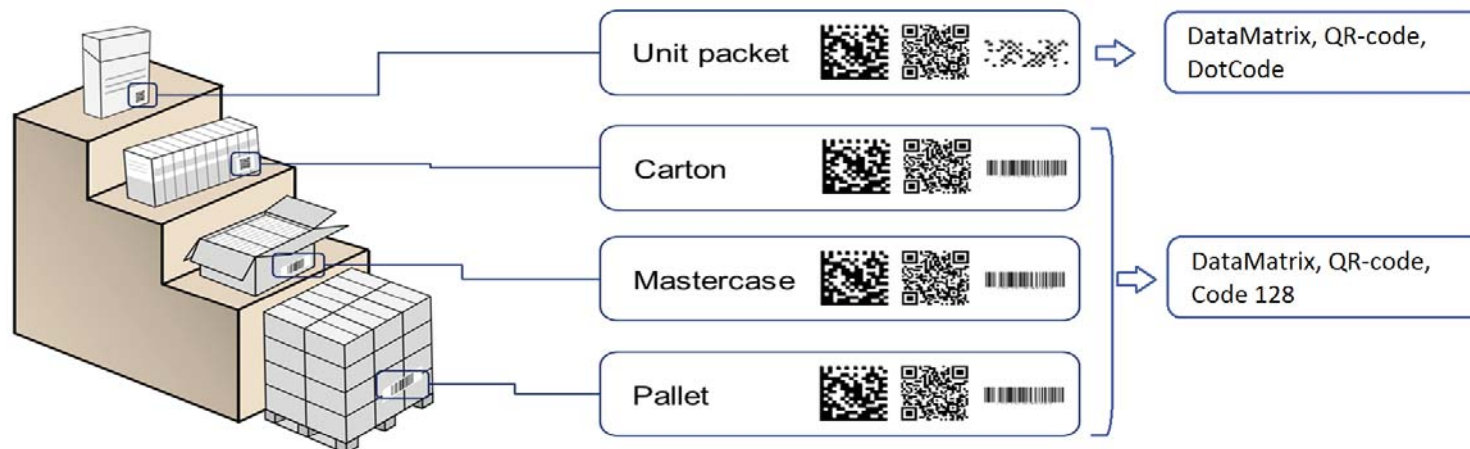 Unit packet
DataMatrix, QR-code,
DotCode
Carton
Mastercase
DataMatrix, QR-code,
Code 128
Pallet